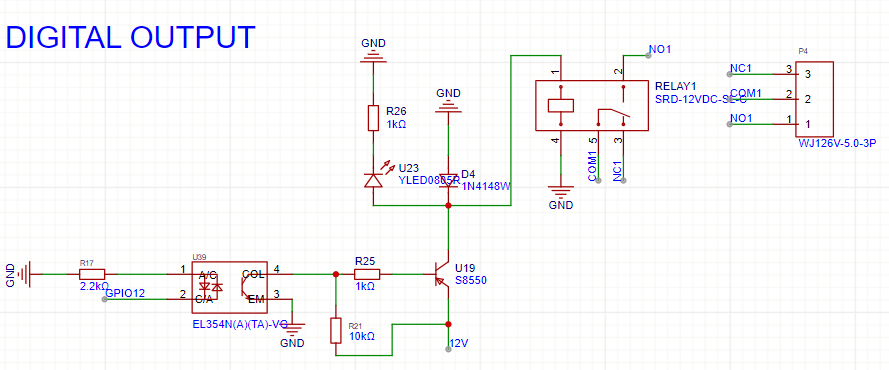 DIGITAL OUTPUT
GND
R26
1kΩ
GND
U23
YLED0805R
D4
1N4148W
1
2
NO1
RELAY1
SRD-12VDC-SL-C
4
5
3
COM1
NC1
GND
P4
NC1
3
3
COM1
2
2
NO1
1
1
WJ126V-5.0-3P
GND
R17
2.2kΩ
GPIO12
U39
1
A/C
COL
4
2
C/A
EM
3
EL354N(A)(TA)-VG
GND
R25
1kΩ
U19
S8550
R21
10kΩ
12V